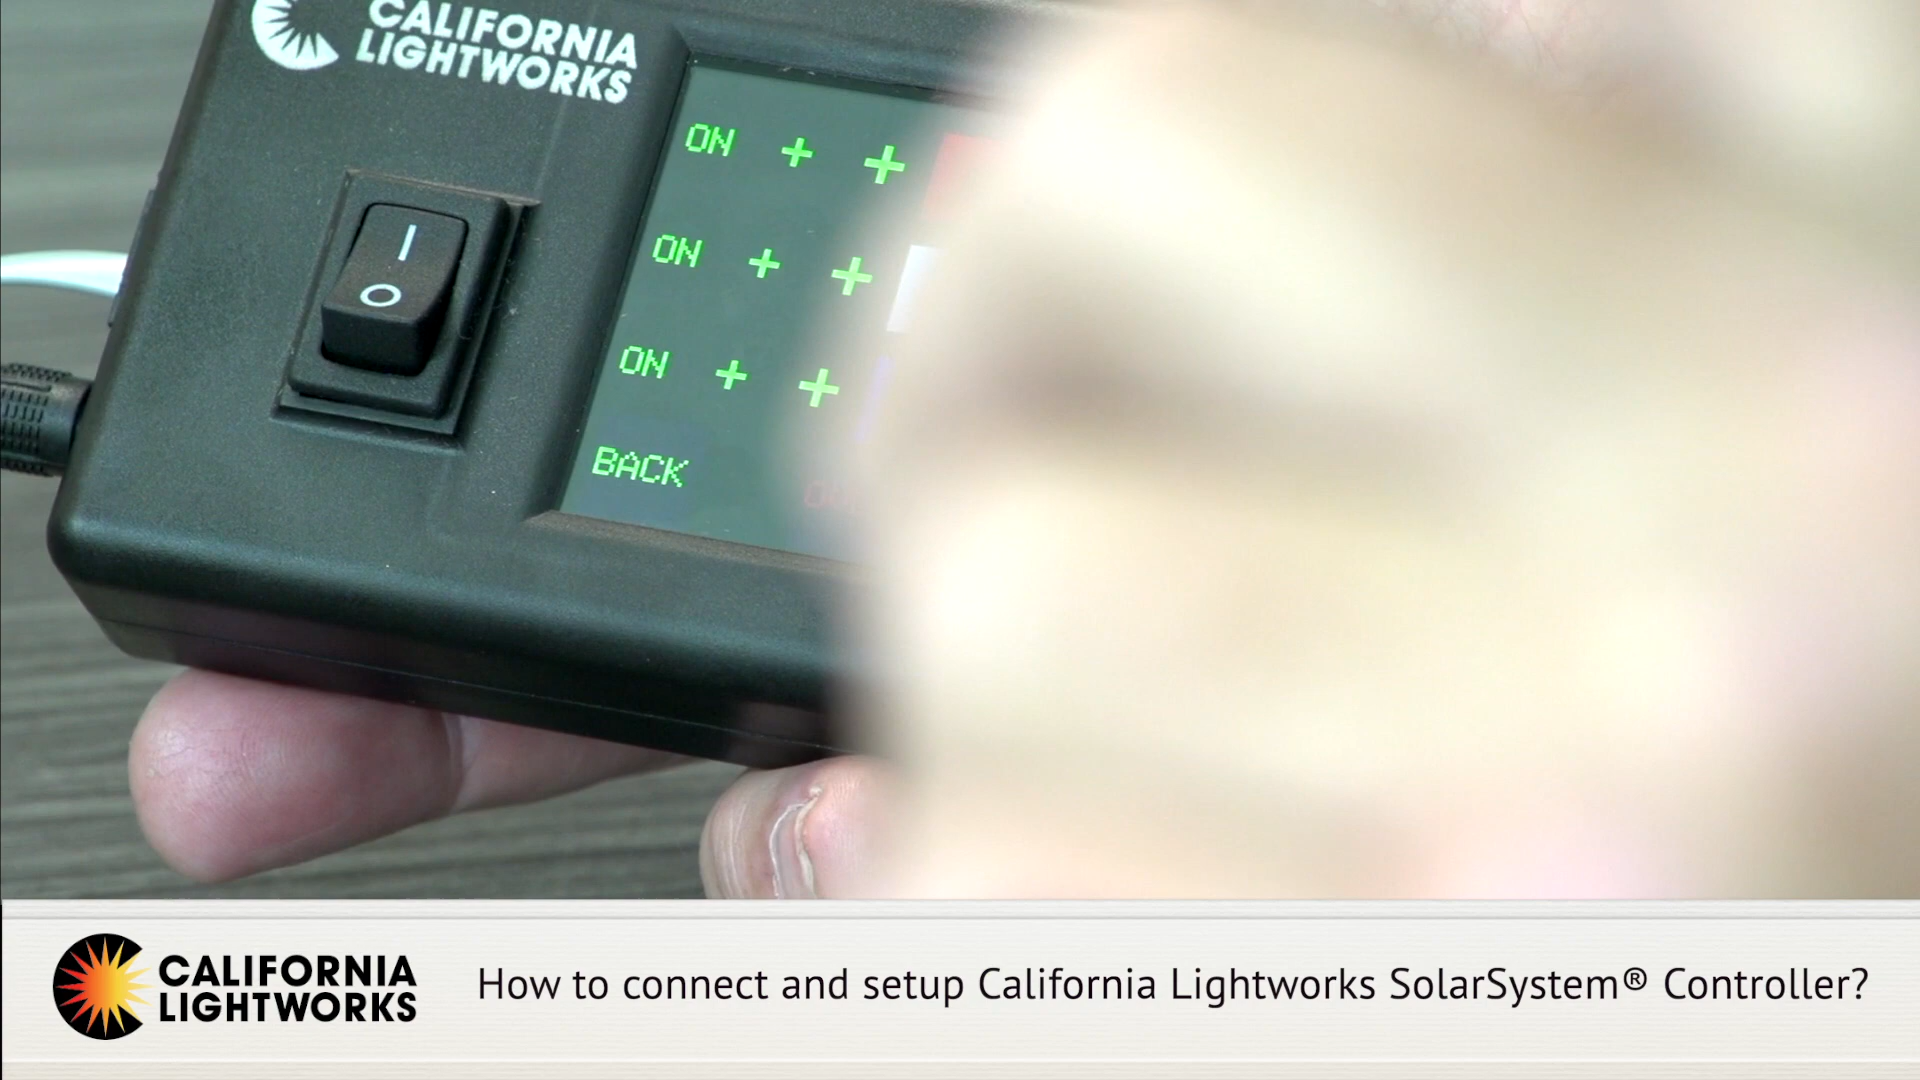 CALIFORNIA
LIGHTWORKS
ON + +
ON + +
ON + +
BACK
I
O
CALIFORNIA
LIGHTWORKS
How to connect and setup California Lightworks SolarSystem® Controller?